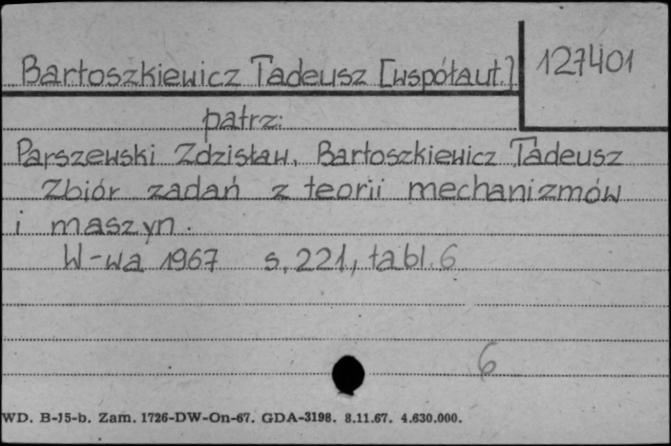 Bartoszkiewicz Tadeusz [współaut.]
127401
patrz:
Parszewski Zdzisław, Bartoszkiewicz Tadeusz
Zbiór zadań z teorii mechanizmów
i maszyn.
W-wa 1967 s. 221, tabl. 6
6
WD. B-15-b. Zam. 1726-DW-On-67. GDA-3198. 8.11.67. 4.630.000.